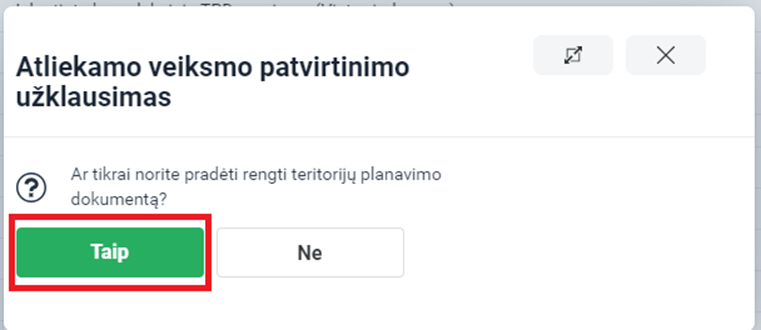 Atliekamo veiksmo patvirtinimo
užklausimas
Ar tikrai norite pradėti rengti teritorijų planavimo
dokumentą?
Taip
Ne